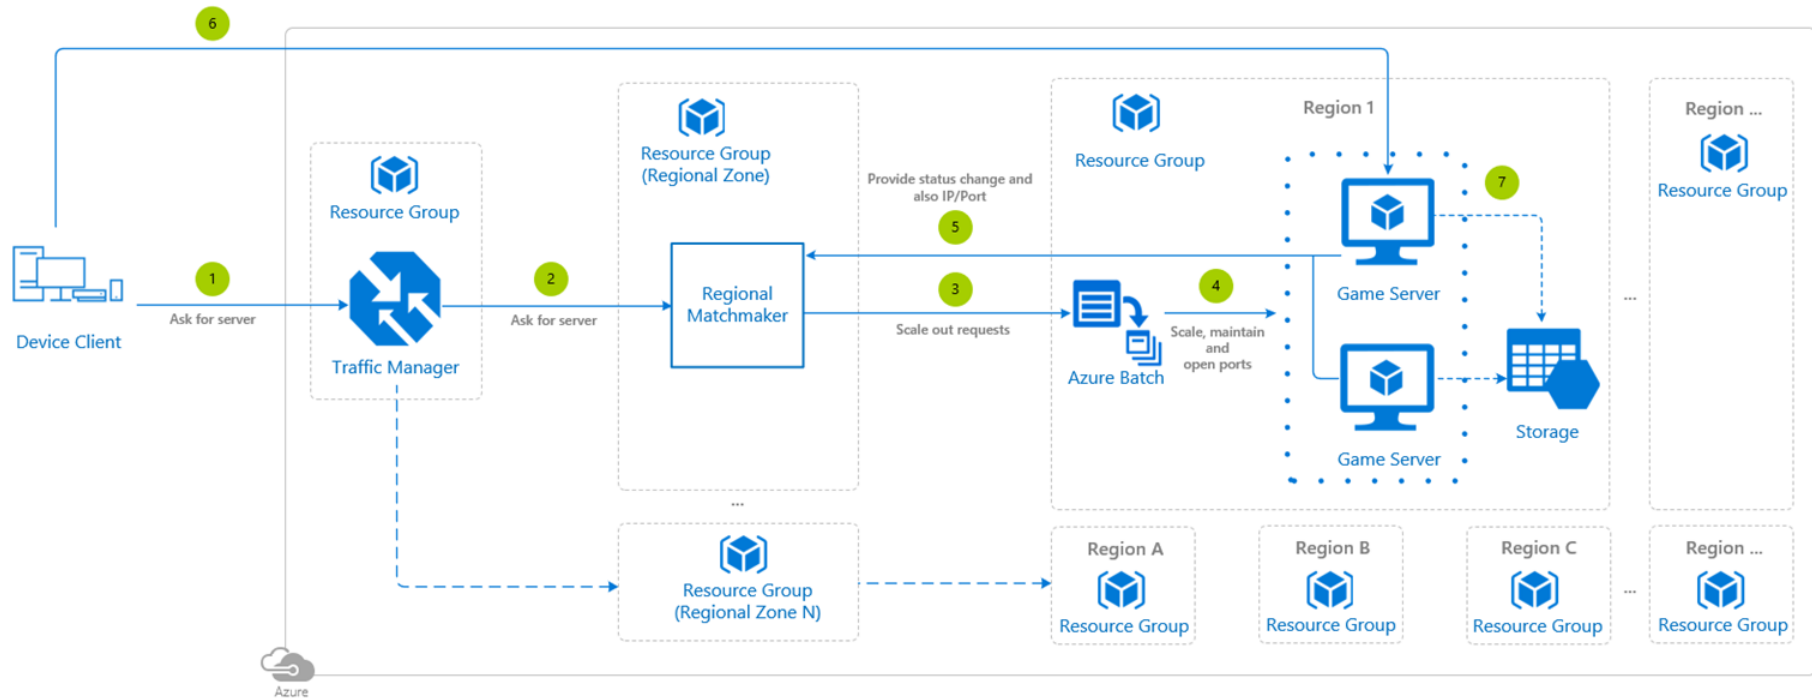 6
1
Ask for server
Device Client
Resource Group
Traffic Manager
2
Ask for server
Resource Group
(Regional Zone)
Regional
Matchmaker
...
Resource Group
(Regional Zone N)
Provide status change and
also IP/Port
5
3
Scale out requests
Region 1
Resource Group
Azure Batch
4
Scale, maintain
and
open ports
Game Server
Game Server
7
Storage
...
Region ...
Resource Group
Region A
Resource Group
Region B
Resource Group
Region C
Resource Group
...
Region ...
Resource Group
Azure